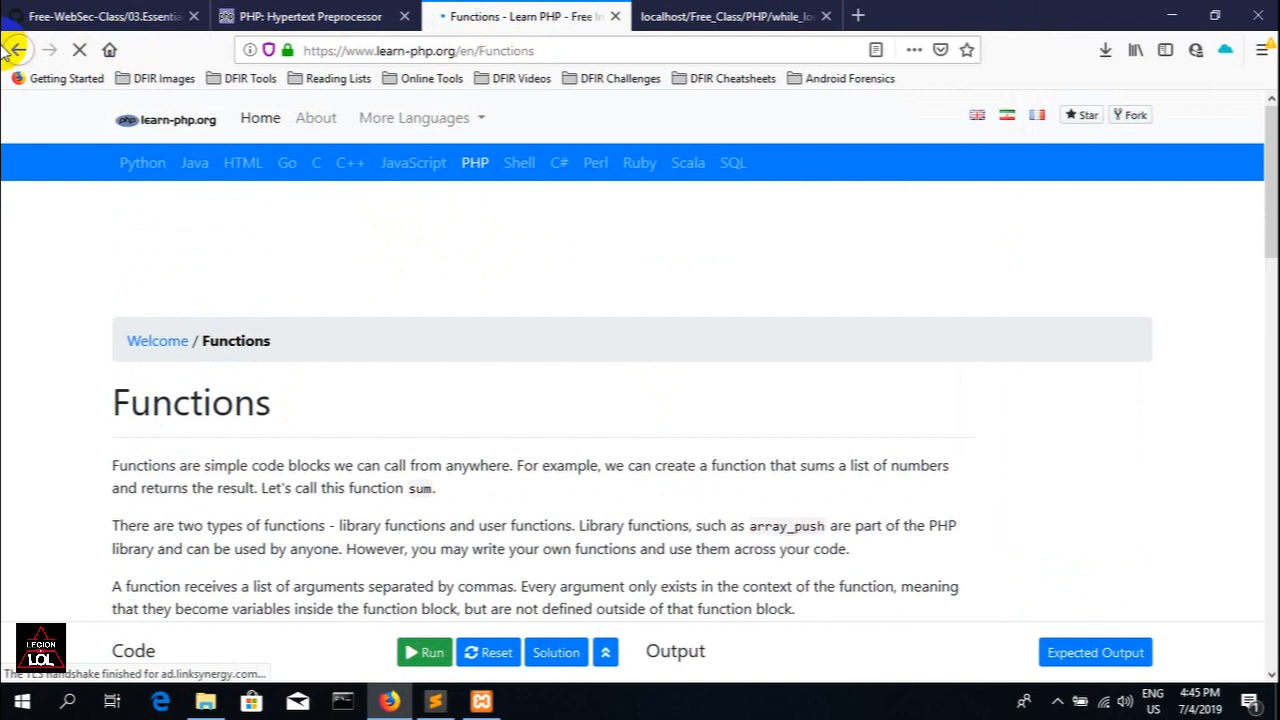 Free-WebSec-Class/03.Essentia
PHP: Hypertext Preprocessor
Functions - Learn PHP - Free In
localhost/Free_Class/PHP/while_lo
https://www.learn-php.org/en/Functions
Getting Started
DFIR Images
DFIR Tools
Reading Lists
Online Tools
DFIR Videos
DFIR Challenges
DFIR Cheatsheets
Android Forensics
php learn-php.org
Home
About
More Languages
Star
Fork
Python
Java
HTML
Go
C
C++
JavaScript
PHP
Shell
C#
Perl
Ruby
Scala
SQL
Welcome / Functions
Functions
Functions are simple code blocks we can call from anywhere. For example, we can create a function that sums a list of numbers
and returns the result. Let's call this function sum.
There are two types of functions - library functions and user functions. Library functions, such as array_push are part of the PHP
library and can be used by anyone. However, you may write your own functions and use them across your code.
A function receives a list of arguments separated by commas. Every argument only exists in the context of the function, meaning
that they become variables inside the function block, but are not defined outside of that function block.
Code
Run
Reset
Solution
Output
Expected Output
LEGION
LOL
The TLS handshake finished for ad.linksynergy.com...
ENG
US
4:45 PM
7/4/2019
1